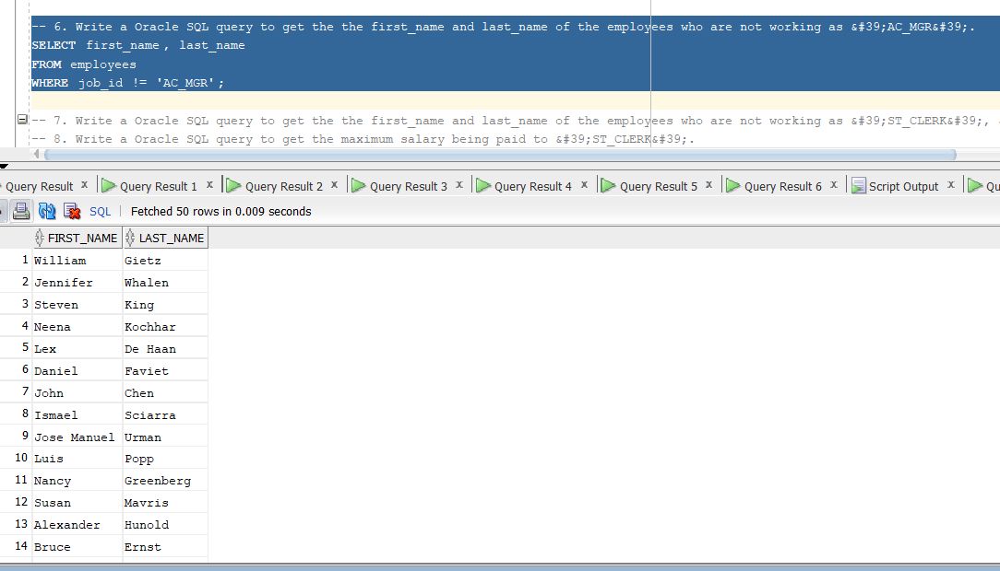 -- 6. Write a Oracle SQL query to get the the first_name and last_name of the employees who are not working as &#39;AC_MGR&#39;.
SELECT first_name, last_name
FROM employees
WHERE job_id != 'AC_MGR';
-- 7. Write a Oracle SQL query to get the the first_name and last_name of the employees who are not working as &#39;ST_CLERK&#39;,
-- 8. Write a Oracle SQL query to get the maximum salary being paid to &#39;ST_CLERK&#39;.
Query Result x Query Result 1 x Query Result 2 x Query Result 3 x Query Result 4 x Query Result 5 x Query Result 6 x Script Output x Qu
SQL | Fetched 50 rows in 0.009 seconds
FIRST_NAME LAST_NAME
1 William Gietz
2 Jennifer Whalen
3 Steven King
4 Neena Kochhar
5 Lex De Haan
6 Daniel Faviet
7 John Chen
8 Ismael Sciarra
9 Jose Manuel Urman
10 Luis Popp
11 Nancy Greenberg
12 Susan Mavris
13 Alexander Hunold
14 Bruce Ernst